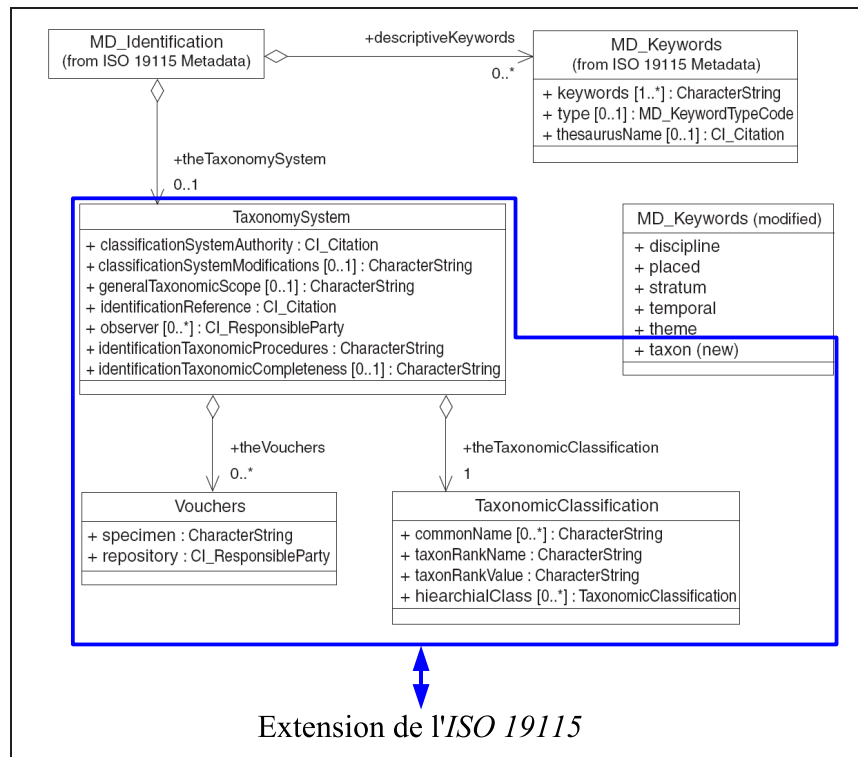 MD_Identification
(from ISO 19115 Metadata)
+descriptiveKeywords
0..*
MD_Keywords
(from ISO 19115 Metadata)
+ keywords [1..*] : CharacterString
+ type [0..1] : MD_KeywordTypeCode
+ thesaurusName [0..1] : CI_Citation
+theTaxonomySystem
0..1
TaxonomySystem
+ classificationSystemAuthority : CI_Citation
+ classificationSystemModifications [0..1] : CharacterString
+ generalTaxonomicScope [0..1] : CharacterString
+ identificationReference : CI_Citation
+ observer [0..*] : CI_ResponsibleParty
+ identificationTaxonomicProcedures : CharacterString
+ identificationTaxonomicCompleteness [0..1] : CharacterString
MD_Keywords (modified)
+ discipline
+ placed
+ stratum
+ temporal
+ theme
+ taxon (new)
+theVouchers
0..*
+theTaxonomicClassification
1
Vouchers
+ specimen : CharacterString
+ repository : CI_ResponsibleParty
TaxonomicClassification
+ commonName [0..*] : CharacterString
+ taxonRankName : CharacterString
+ taxonRankValue : CharacterString
+ hiearchialClass [0..*] : TaxonomicClassification
Extension de l'ISO 19115